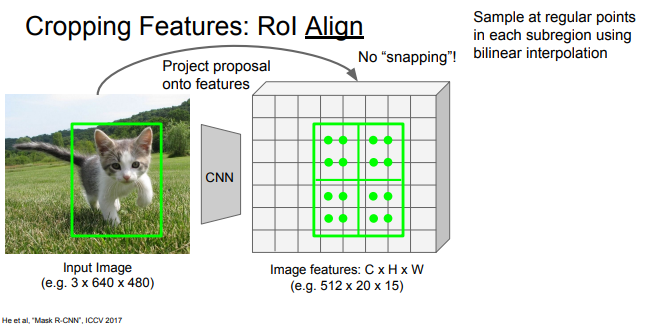 Cropping Features: RoI Align
Sample at regular points
in each subregion using
bilinear interpolation
No “snapping”!
Project proposal
onto features
CNN
Input Image
(e.g. 3 x 640 x 480)
Image features: C x H x W
(e.g. 512 x 20 x 15)
He et al, “Mask R-CNN”, ICCV 2017